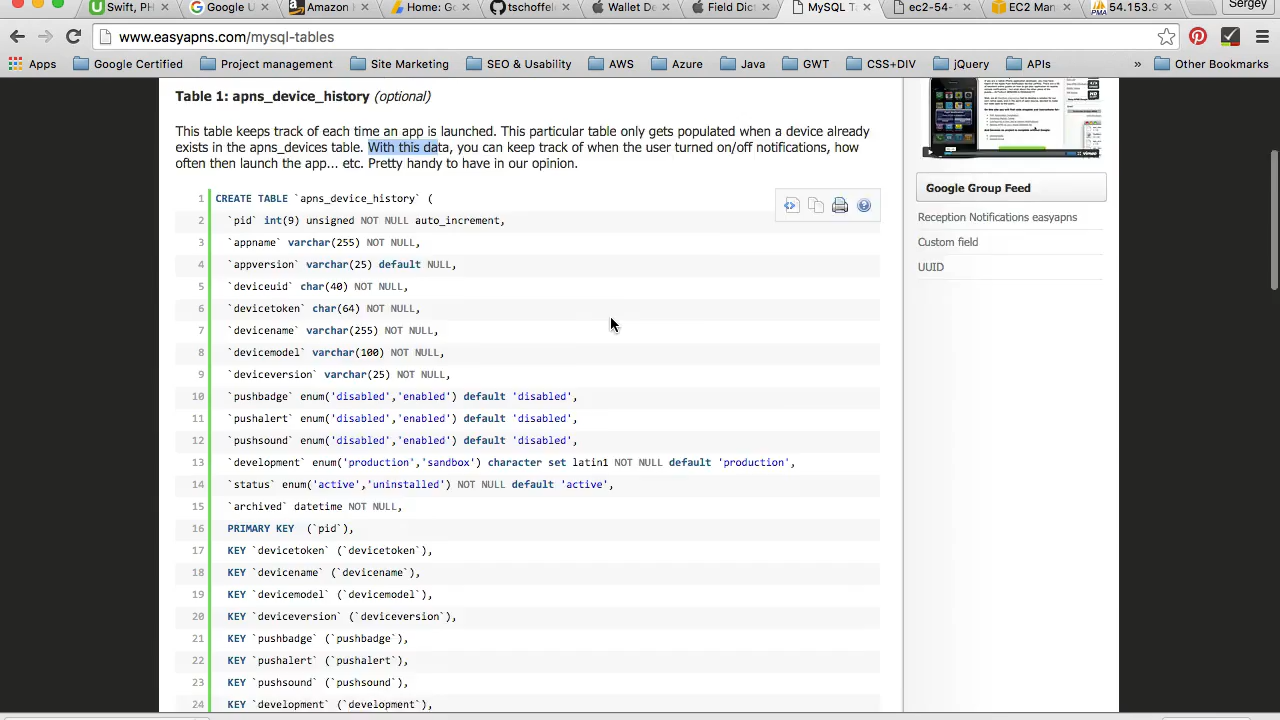 Swift, PH
Google U
Amazon
Home: G
tschoffel
Wallet De
Field Dic
MySQL T
ec2-54-
EC2 Man
54.153.9
Sergey
www.easyapns.com/mysql-tables
Apps
Google Certified
Project management
Site Marketing
SEO & Usability
AWS
Azure
Java
GWT
CSS+DIV
jQuery
APIs
»
Other Bookmarks
Table 1: apns_device_history
This table keeps track each time an app is launched. This particular table only gets populated when a device already
exists in the apns_devices table. With this data, you can keep track of when the user turned on/off notifications, how
often then launch the app... handy to have in our opinion.
1 CREATE TABLE `apns_device_history` (
2 `pid` int(9) unsigned NOT NULL auto_increment,
3 `appname` varchar(255) NOT NULL,
4 `appversion` varchar(25) default NULL,
5 `deviceuid` char(40) NOT NULL,
6 `devicetoken` char(64) NOT NULL,
7 `devicename` varchar(255) NOT NULL,
8 `devicemodel` varchar(100) NOT NULL,
9 `deviceversion` varchar(25) NOT NULL,
10 `pushbadge` enum('disabled','enabled') default 'disabled',
11 `pushalert` enum('disabled','enabled') default 'disabled',
12 `pushsound` enum('disabled','enabled') default 'disabled',
13 `development` enum('production','sandbox') character set latin1 NOT NULL default 'production',
14 `status` enum('active','uninstalled') NOT NULL default 'active',
15 `archived` datetime NOT NULL,
16 PRIMARY KEY (`pid`),
17 KEY `devicetoken` (`devicetoken`),
18 KEY `devicename` (`devicename`),
19 KEY `devicemodel` (`devicemodel`),
20 KEY `deviceversion` (`deviceversion`),
21 KEY `pushbadge` (`pushbadge`),
22 KEY `pushalert` (`pushalert`),
23 KEY `pushsound` (`pushsound`),
24 KEY `development` (`development`),
vimeo
Google Group Feed
Reception Notifications easyapns
Custom field
UUID